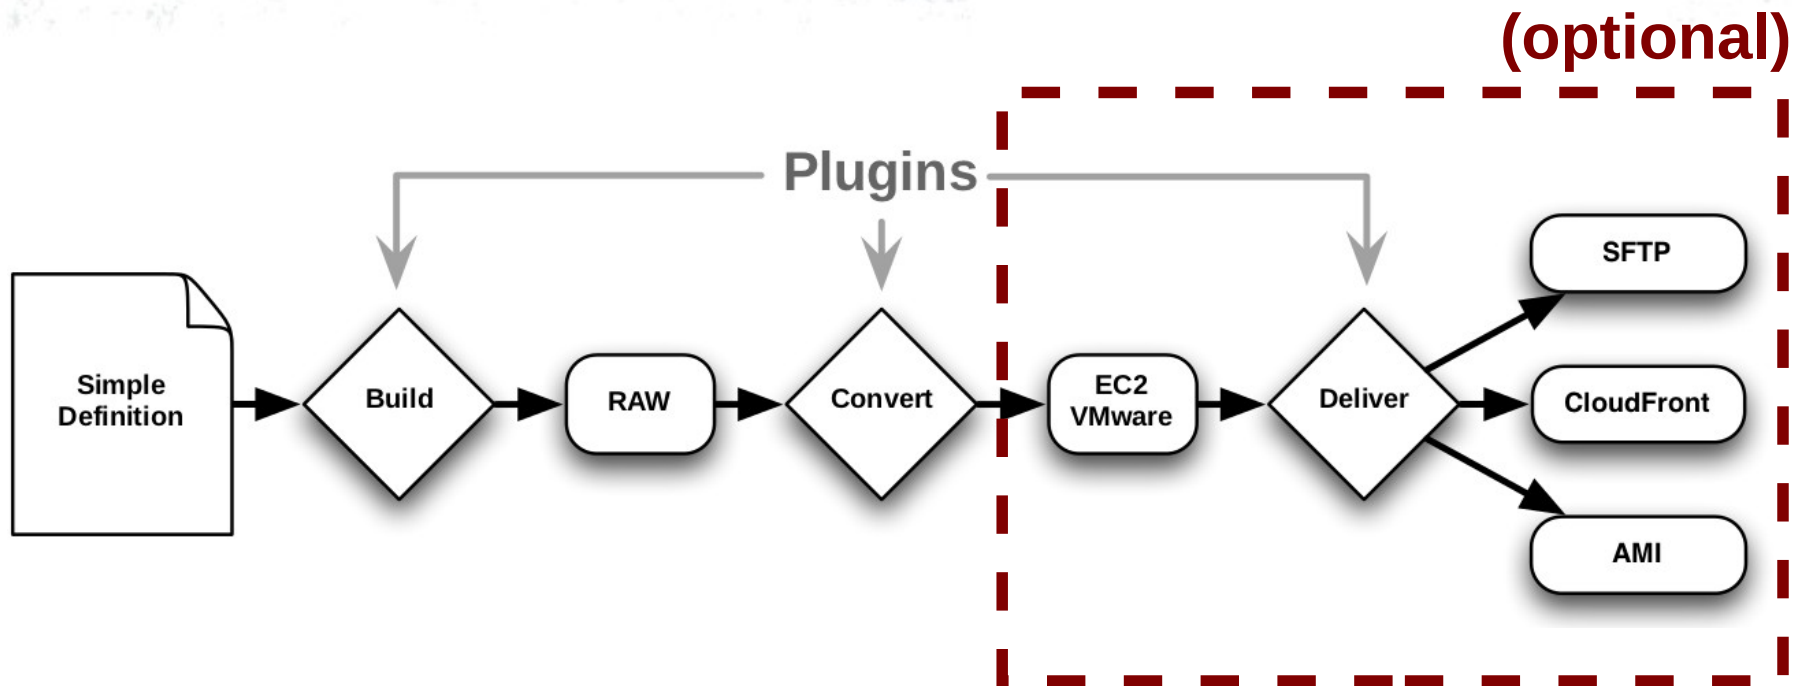 (optional)
Plugins
Simple
Definition
Build
RAW
Convert
EC2
VMware
Deliver
SFTP
CloudFront
AMI